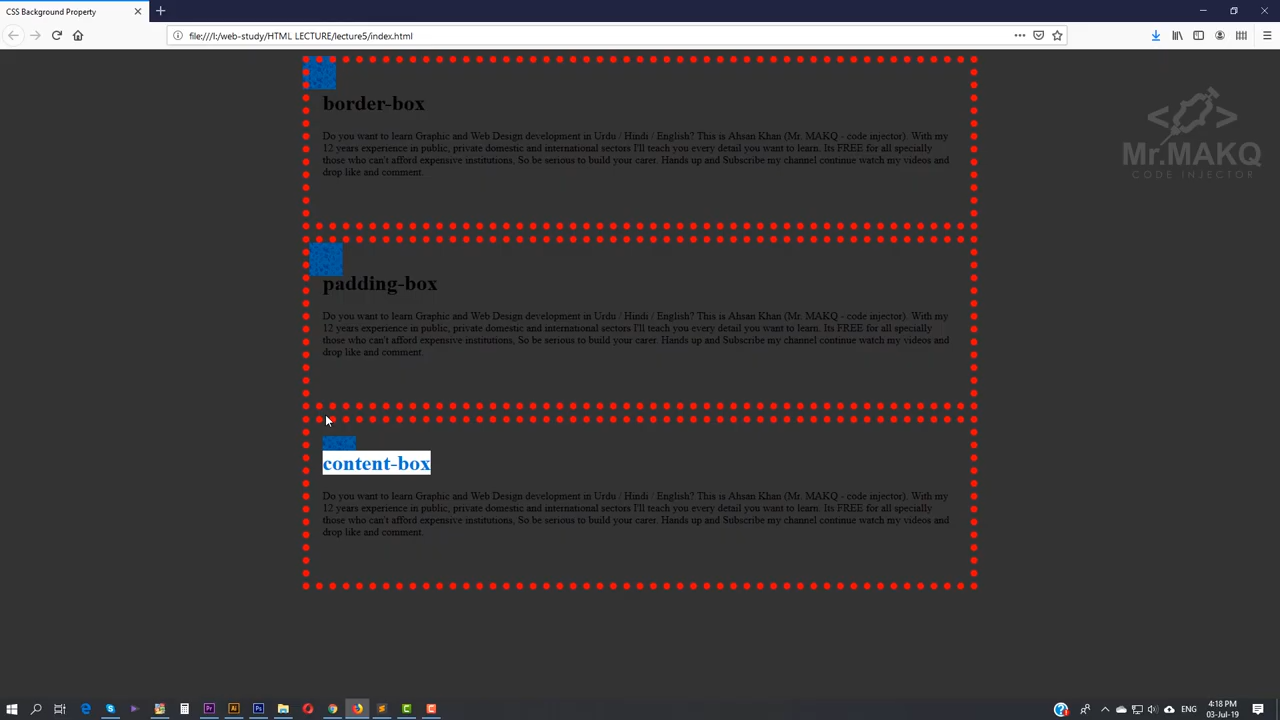 CSS Background Property
file:///I:/web-study/HTML LECTURE/lecture5/index.html
Mr.MAKQ
CODE INJECTOR
border-box
Do you want to learn Graphic and Web Design development in Urdu / Hindi / English? This is Ahsan Khan (Mr. MAKQ - code injector). With my
12 years experience in public, private domestic and international sectors I'll teach you every detail you want to learn. Its FREE for all specially
those who can't afford expensive institutions, So be serious to build your carer. Hands up and Subscribe my channel continue watch my videos and
drop like and comment.
padding-box
Do you want to learn Graphic and Web Design development in Urdu / Hindi / English? This is Ahsan Khan (Mr. MAKQ - code injector). With my
12 years experience in public, private domestic and international sectors I'll teach you every detail you want to learn. Its FREE for all specially
those who can't afford expensive institutions, So be serious to build your carer. Hands up and Subscribe my channel continue watch my videos and
drop like and comment.
content-box
Do you want to learn Graphic and Web Design development in Urdu / Hindi / English? This is Ahsan Khan (Mr. MAKQ - code injector). With my
12 years experience in public, private domestic and international sectors I'll teach you every detail you want to learn. Its FREE for all specially
those who can't afford expensive institutions, So be serious to build your carer. Hands up and Subscribe my channel continue watch my videos and
drop like and comment.
ENG
4:18 PM
03-Jul-19